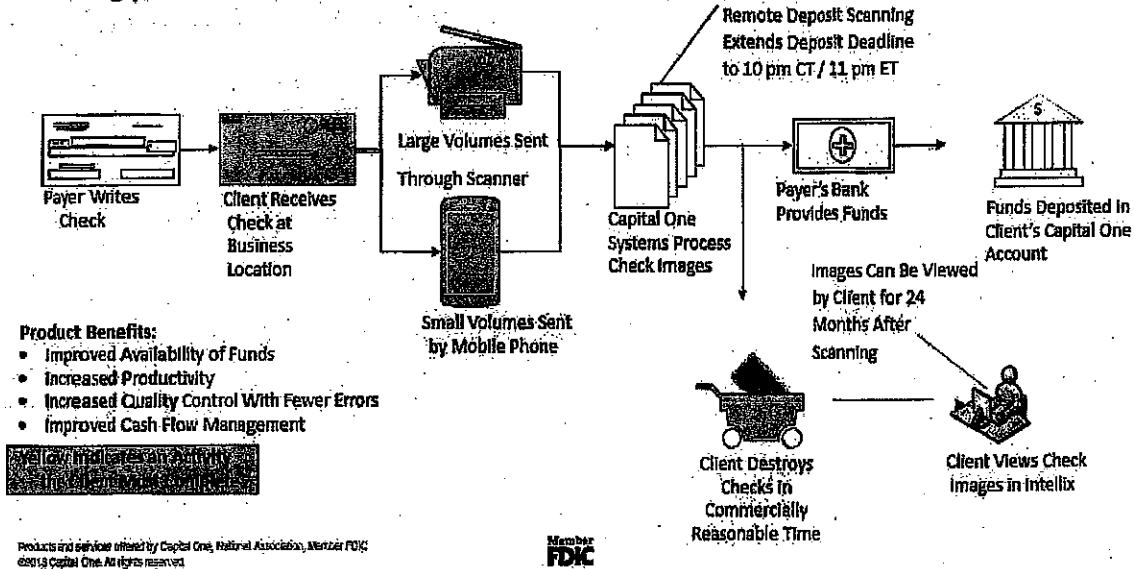 Remote Deposit Scanning
Extends Deposit Deadline
to 10 pm CT / 11 pm ET
Large Volumes Sent
Through Scanner
Payer Writes
Check
Client Receives
Check at
Business
Location
Capital One
Systems Process
Check Images
Payer's Bank
Provides Funds
$
Funds Deposited In
Client's Capital One
Account
Small Volumes Sent
by Mobile Phone
Images Can Be Viewed
by Client for 24
Months After
Scanning
Product Benefits:
• Improved Availability of Funds
• Increased Productivity
• Increased Quality Control With Fewer Errors
• Improved Cash Flow Management
Yellow Indicates an Activity
Client Destroys
Checks in
Commercially
Reasonable Time
Client Views Check
Images in Intellix
Products and services offered by Capital One, National Association, Member FDIC
Capital One. All rights reserved
Member
FDIC